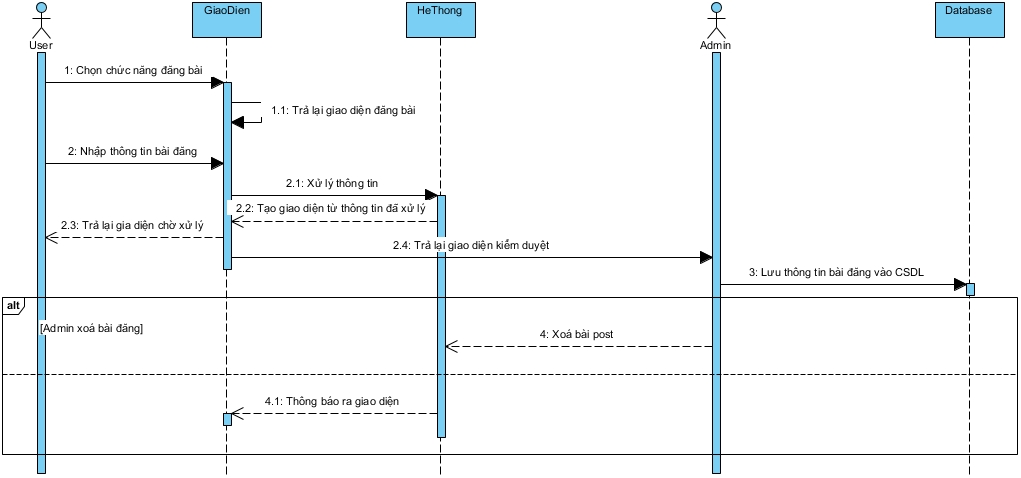 User
GiaoDien
HeThong
Admin
Database
1: Chọn chức năng đăng bài
1.1: Trả lại giao diện đăng bài
2: Nhập thông tin bài đăng
2.1: Xử lý thông tin
2.2: Tạo giao diện từ thông tin đã xử lý
2.3: Trả lại gia diện chờ xử lý
2.4: Trả lại giao diện kiểm duyệt
3: Lưu thông tin bài đăng vào CSDL
alt
[Admin xoá bài đăng]
4: Xoá bài post
4.1: Thông báo ra giao diện